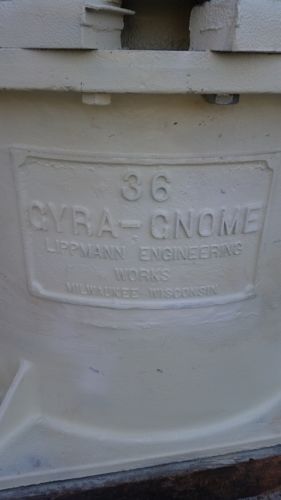 36
GYRA-GNOME
LIPPMANN ENGINEERING
WORKS
MILWAUKEE WISCONSIN